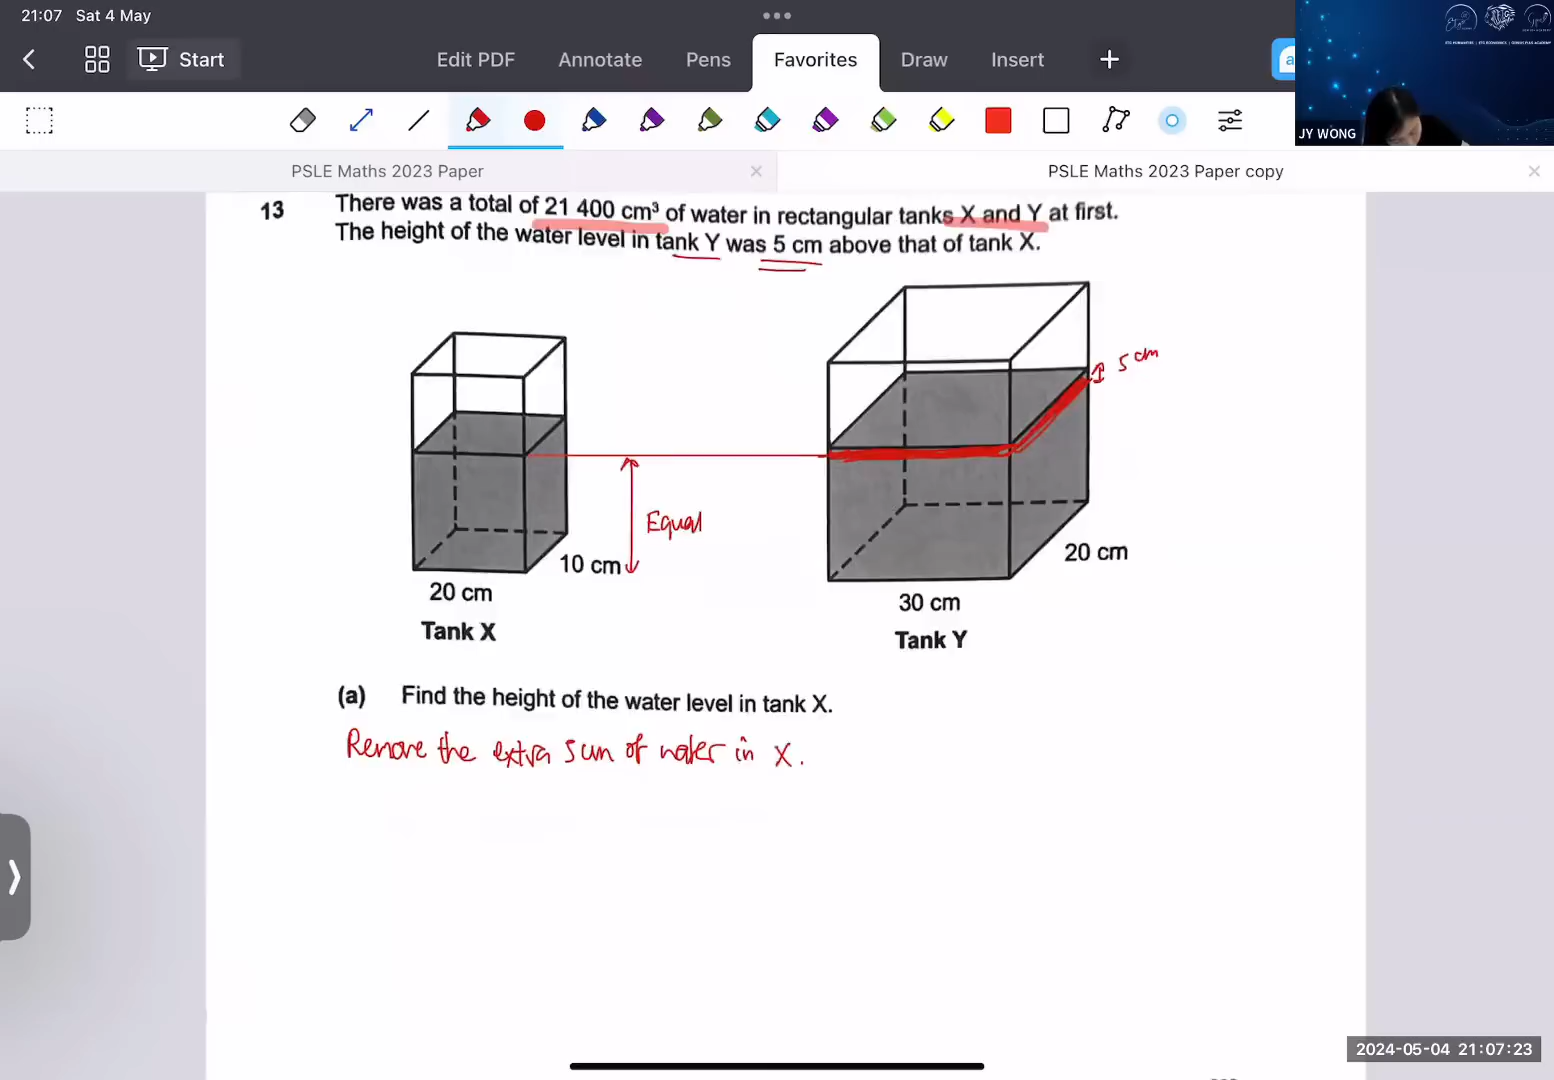 21:07 Sat 4 May
Start
Edit PDF
Annotate
Pens
Favorites
Draw
Insert
a
JY WONG
PSLE Maths 2023 Paper
PSLE Maths 2023 Paper copy
13 There was a total of 21 400 cm³ of water in rectangular tanks X and Y at first.
The height of the water level in tank Y was 5 cm above that of tank X.
5 cm
Equal
10 cm
20 cm
20 cm
30 cm
Tank X
Tank Y
(a) Find the height of the water level in tank X.
Remove the extra 5cm of water in X.
2024-05-04 21:07:23